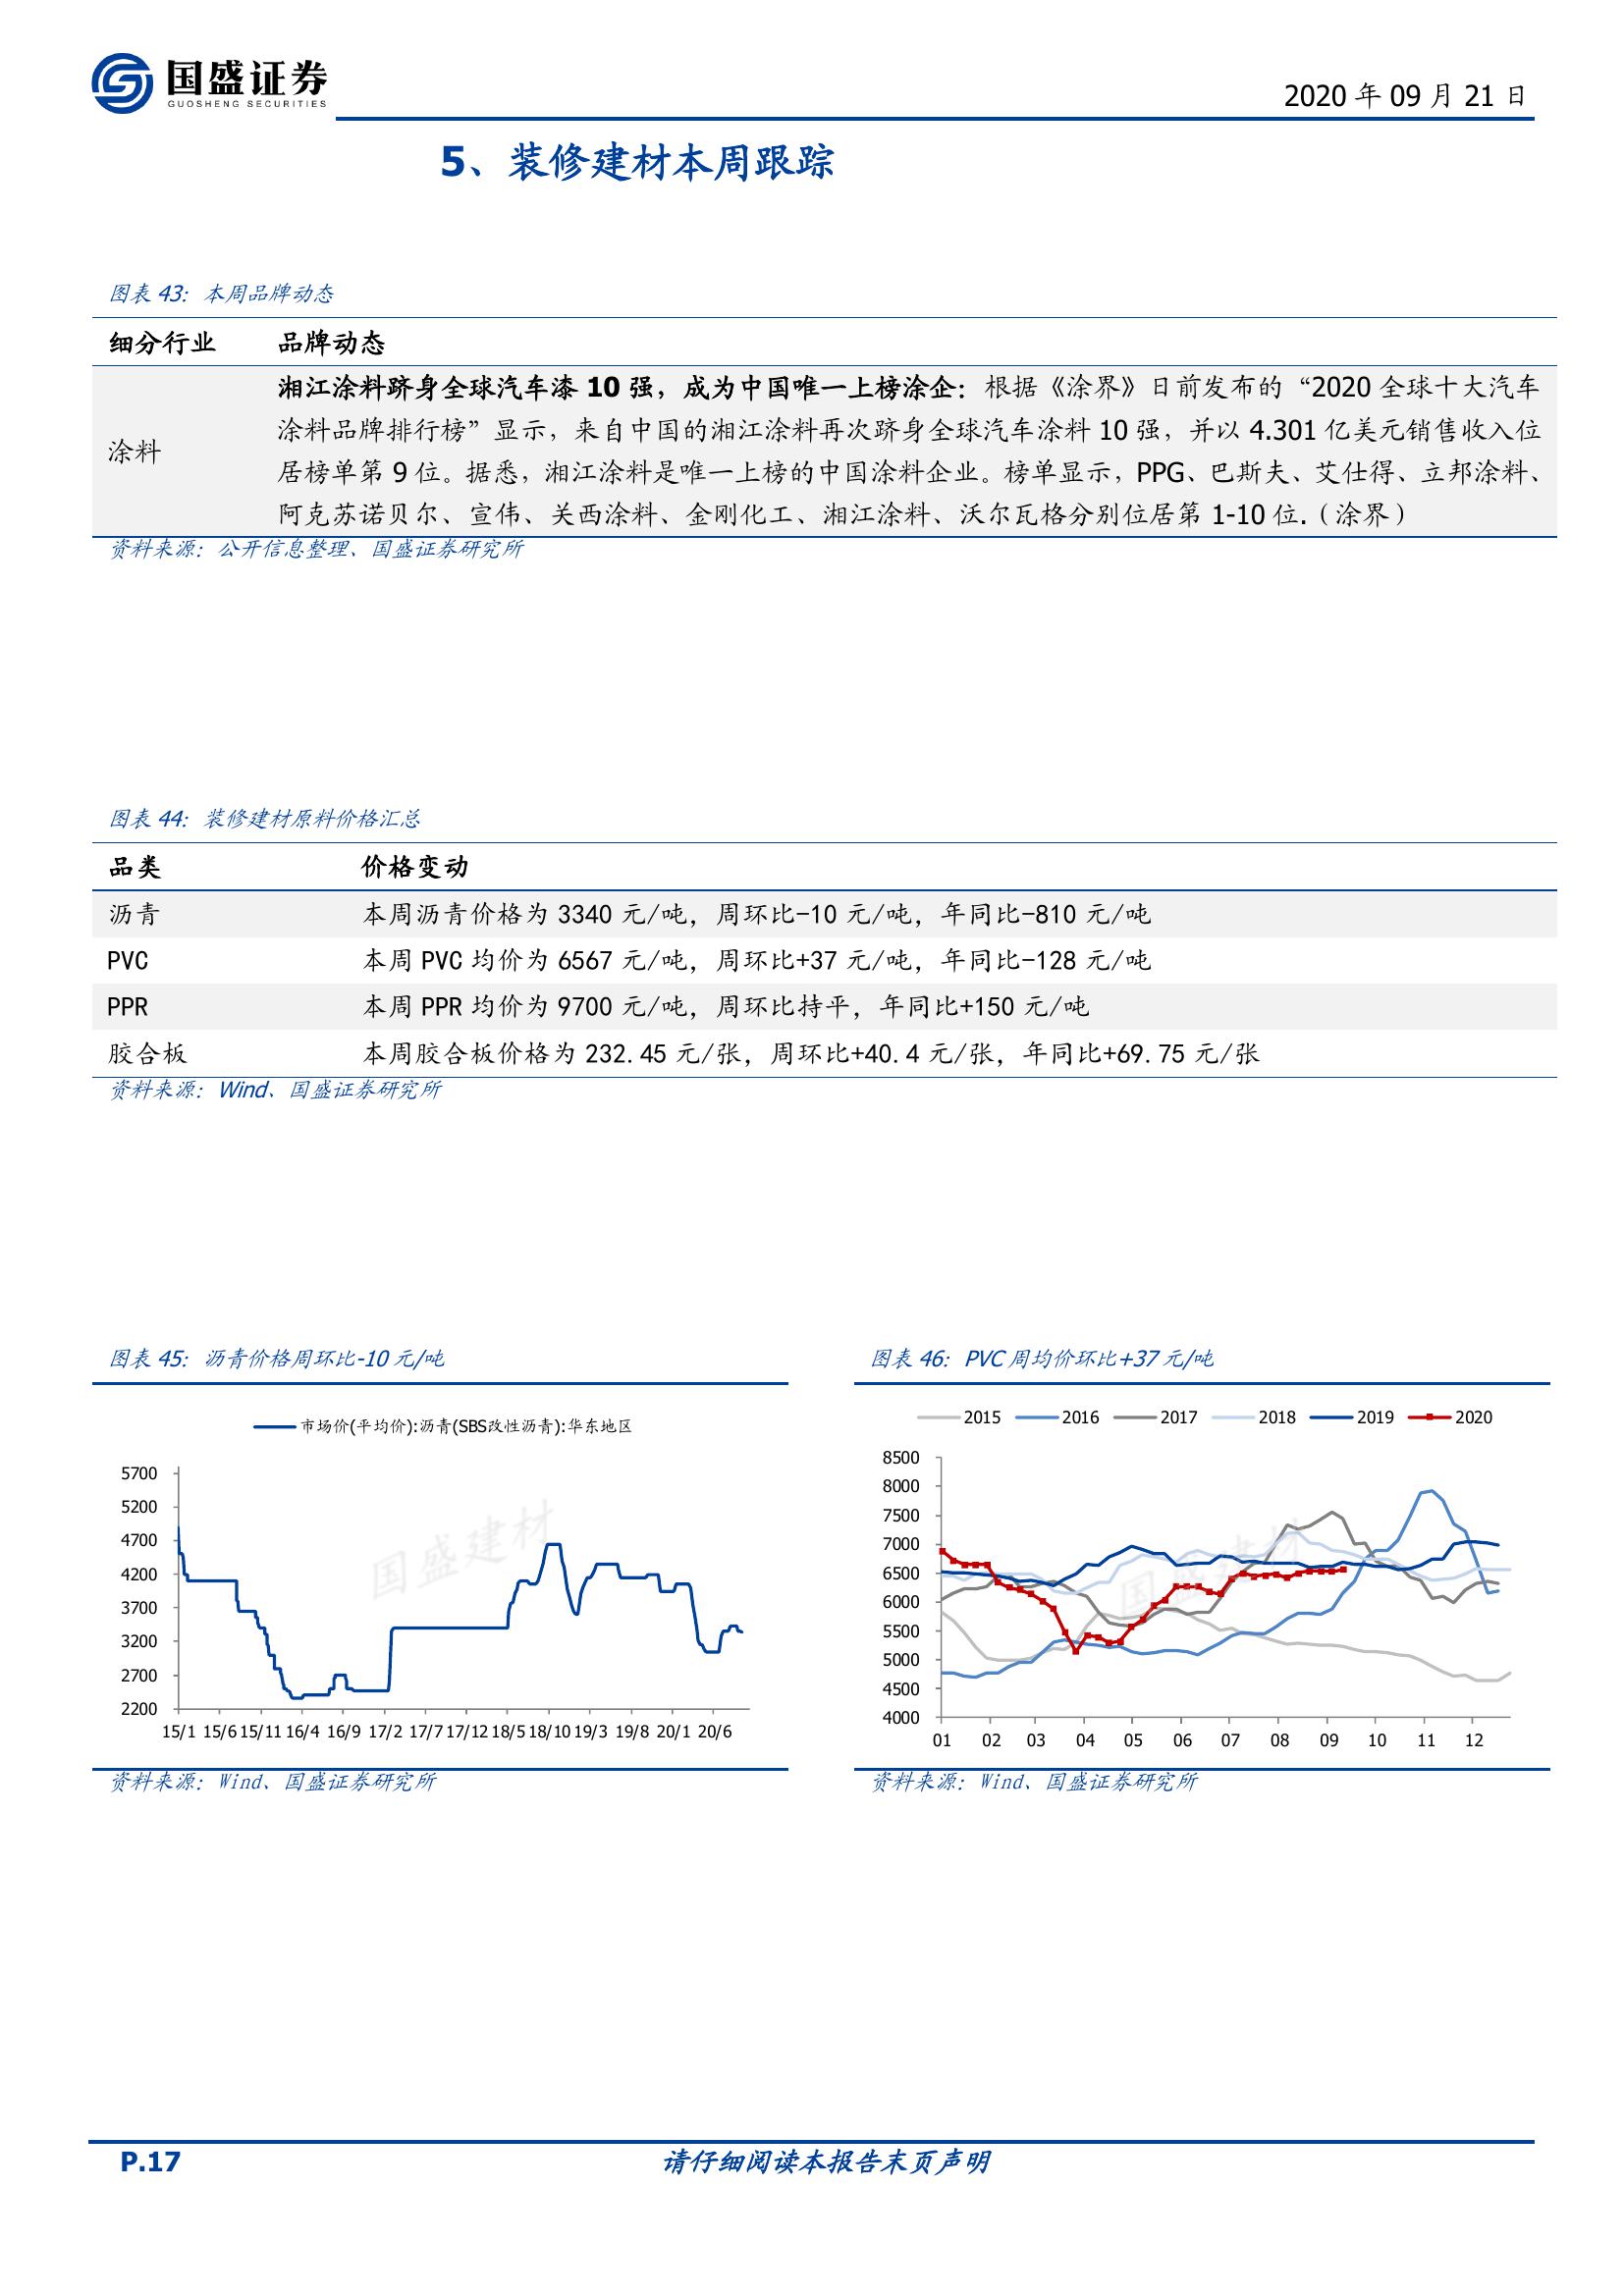 国盛证券
GUOSHENG SECURITIES
2020 年 09 月 21 日
5、装修建材本周跟踪
图表 43：本周品牌动态
细分行业 品牌动态
涂料
湘江涂料跻身全球汽车漆 10 强，成为中国唯一上榜涂企：根据《涂界》日前发布的“2020 全球十大汽车
涂料品牌排行榜”显示，来自中国的湘江涂料再次跻身全球汽车涂料 10 强，并以 4.301 亿美元销售收入位
居榜单第 9 位。据悉，湘江涂料是唯一上榜的中国涂料企业。榜单显示，PPG、巴斯夫、艾仕得、立邦涂料、
阿克苏诺贝尔、宣伟、关西涂料、金刚化工、湘江涂料、沃尔瓦格分别位居第 1-10 位.（涂界）
资料来源：公开信息整理、国盛证券研究所
图表 44：装修建材原料价格汇总
品类 价格变动
沥青 本周沥青价格为 3340 元/吨，周环比-10 元/吨，年同比-810 元/吨
PVC 本周 PVC 均价为 6567 元/吨，周环比+37 元/吨，年同比-128 元/吨
PPR 本周 PPR 均价为 9700 元/吨，周环比持平，年同比+150 元/吨
胶合板 本周胶合板价格为 232.45 元/张，周环比+40.4 元/张，年同比+69.75 元/张
资料来源：Wind、国盛证券研究所
图表 45：沥青价格周环比-10 元/吨
市场价(平均价):沥青(SBS改性沥青):华东地区
5700
5200
4700
4200
3700
3200
2700
2200
15/1 15/6 15/11 16/4 16/9 17/2 17/7 17/12 18/5 18/10 19/3 19/8 20/1 20/6
国盛建材
资料来源：Wind、国盛证券研究所
图表 46：PVC 周均价环比+37 元/吨
2015 2016 2017 2018 2019 2020
8500
8000
7500
7000
6500
6000
5500
5000
4500
4000
01 02 03 04 05 06 07 08 09 10 11 12
国盛建材
资料来源：Wind、国盛证券研究所
P.17 请仔细阅读本报告末页声明